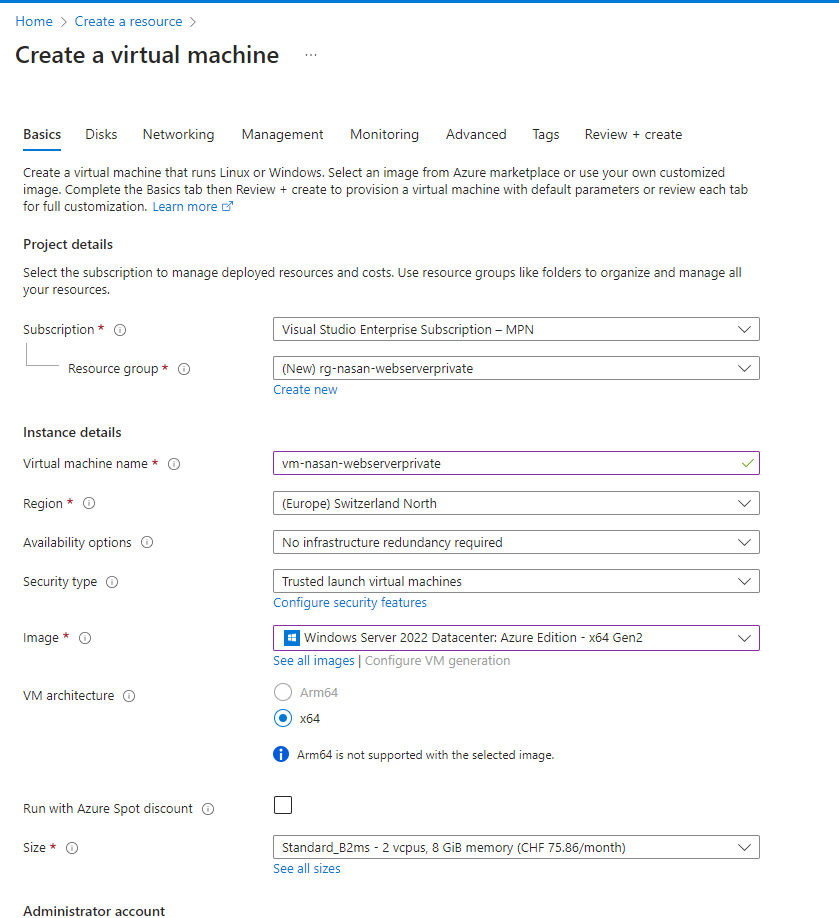 Home > Create a resource >
Create a virtual machine ...
Basics Disks Networking Management Monitoring Advanced Tags Review + create
Create a virtual machine that runs Linux or Windows. Select an image from Azure marketplace or use your own customized
image. Complete the Basics tab then Review + create to provision a virtual machine with default parameters or review each tab
for full customization. Learn more
Project details
Select the subscription to manage deployed resources and costs. Use resource groups like folders to organize and manage all
your resources.
Subscription * Visual Studio Enterprise Subscription – MPN
Resource group * (New) rg-nasan-webserverprivate
Create new
Instance details
Virtual machine name * vm-nasan-webserverprivate
Region * (Europe) Switzerland North
Availability options No infrastructure redundancy required
Security type Trusted launch virtual machines
Configure security features
Image * Windows Server 2022 Datacenter: Azure Edition - x64 Gen2
See all images | Configure VM generation
VM architecture Arm64
x64
Arm64 is not supported with the selected image.
Run with Azure Spot discount
Size * Standard_B2ms - 2 vcpus, 8 GiB memory (CHF 75.86/month)
See all sizes
Administrator account